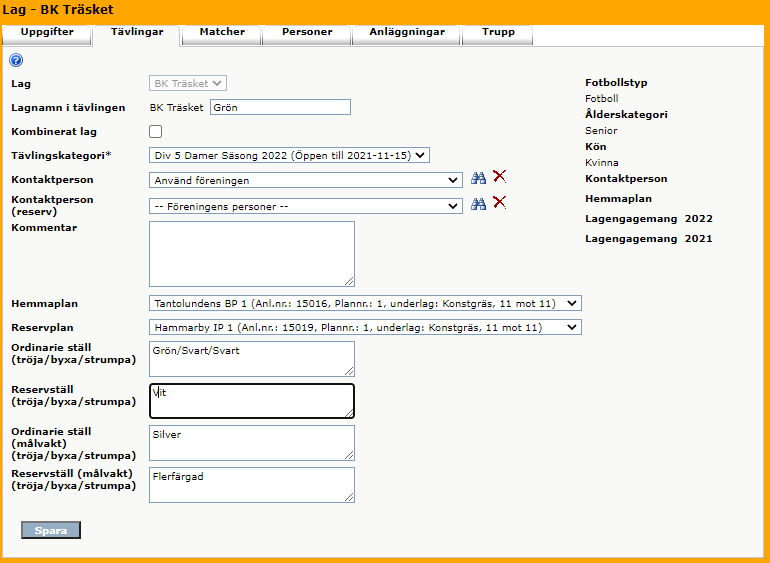 Lag - BK Träsket
Uppgifter Tävlingar Matcher Personer Anläggningar Trupp
Lag BK Träsket
Lagnamn i tävlingen BK Träsket Grön
Kombinerat lag
Tävlingskategori* Div 5 Damer Säsong 2022 (Öppen till 2021-11-15)
Kontaktperson Använd föreningen
Kontaktperson
(reserv) -- Föreningens personer --
Kommentar
Hemmaplan Tantolundens BP 1 (Anl.nr.: 15016, Plannr.: 1, underlag: Konstgräs, 11 mot 11)
Reservplan Hammarby IP 1 (Anl.nr.: 15019, Plannr.: 1, underlag: Konstgräs, 11 mot 11)
Ordinarie ställ
(tröja/byxa/strumpa) Grön/Svart/Svart
Reservställ
(tröja/byxa/strumpa) Vit
Ordinarie ställ
(målvakt)
(tröja/byxa/strumpa) Silver
Reservställ (målvakt)
(tröja/byxa/strumpa) Flerfärgad
Spara
Fotbollstyp
Fotboll
Ålderskategori
Senior
Kön
Kvinna
Kontaktperson
Hemmaplan
Lagengagemang 2022
Lagengagemang 2021